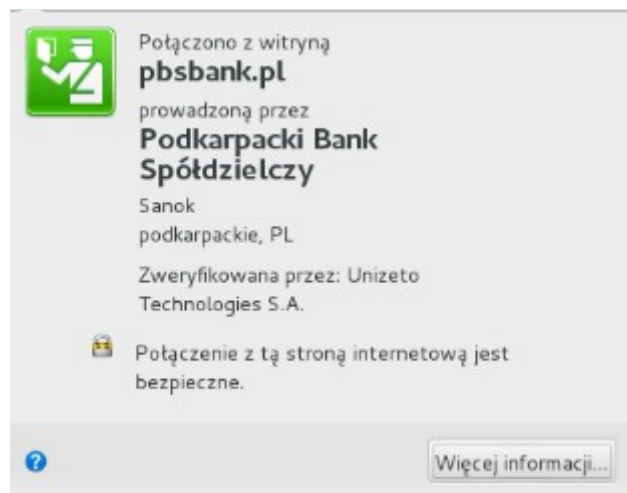 Połączono z witryną
pbsbank.pl
prowadzoną przez
Podkarpacki Bank
Spółdzielczy
Sanok
podkarpackie, PL
Zweryfikowana przez: Unizeto
Technologies S.A.
Połączenie z tą stroną internetową jest
bezpieczne.
?
Więcej informacji...